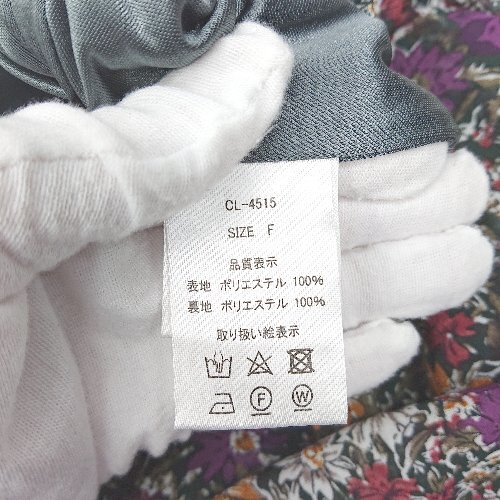 CL-4515
SIZE F
品質表示
表地 ポリエステル 100%
裏地 ポリエステル 100%
取り扱い絵表示
F W